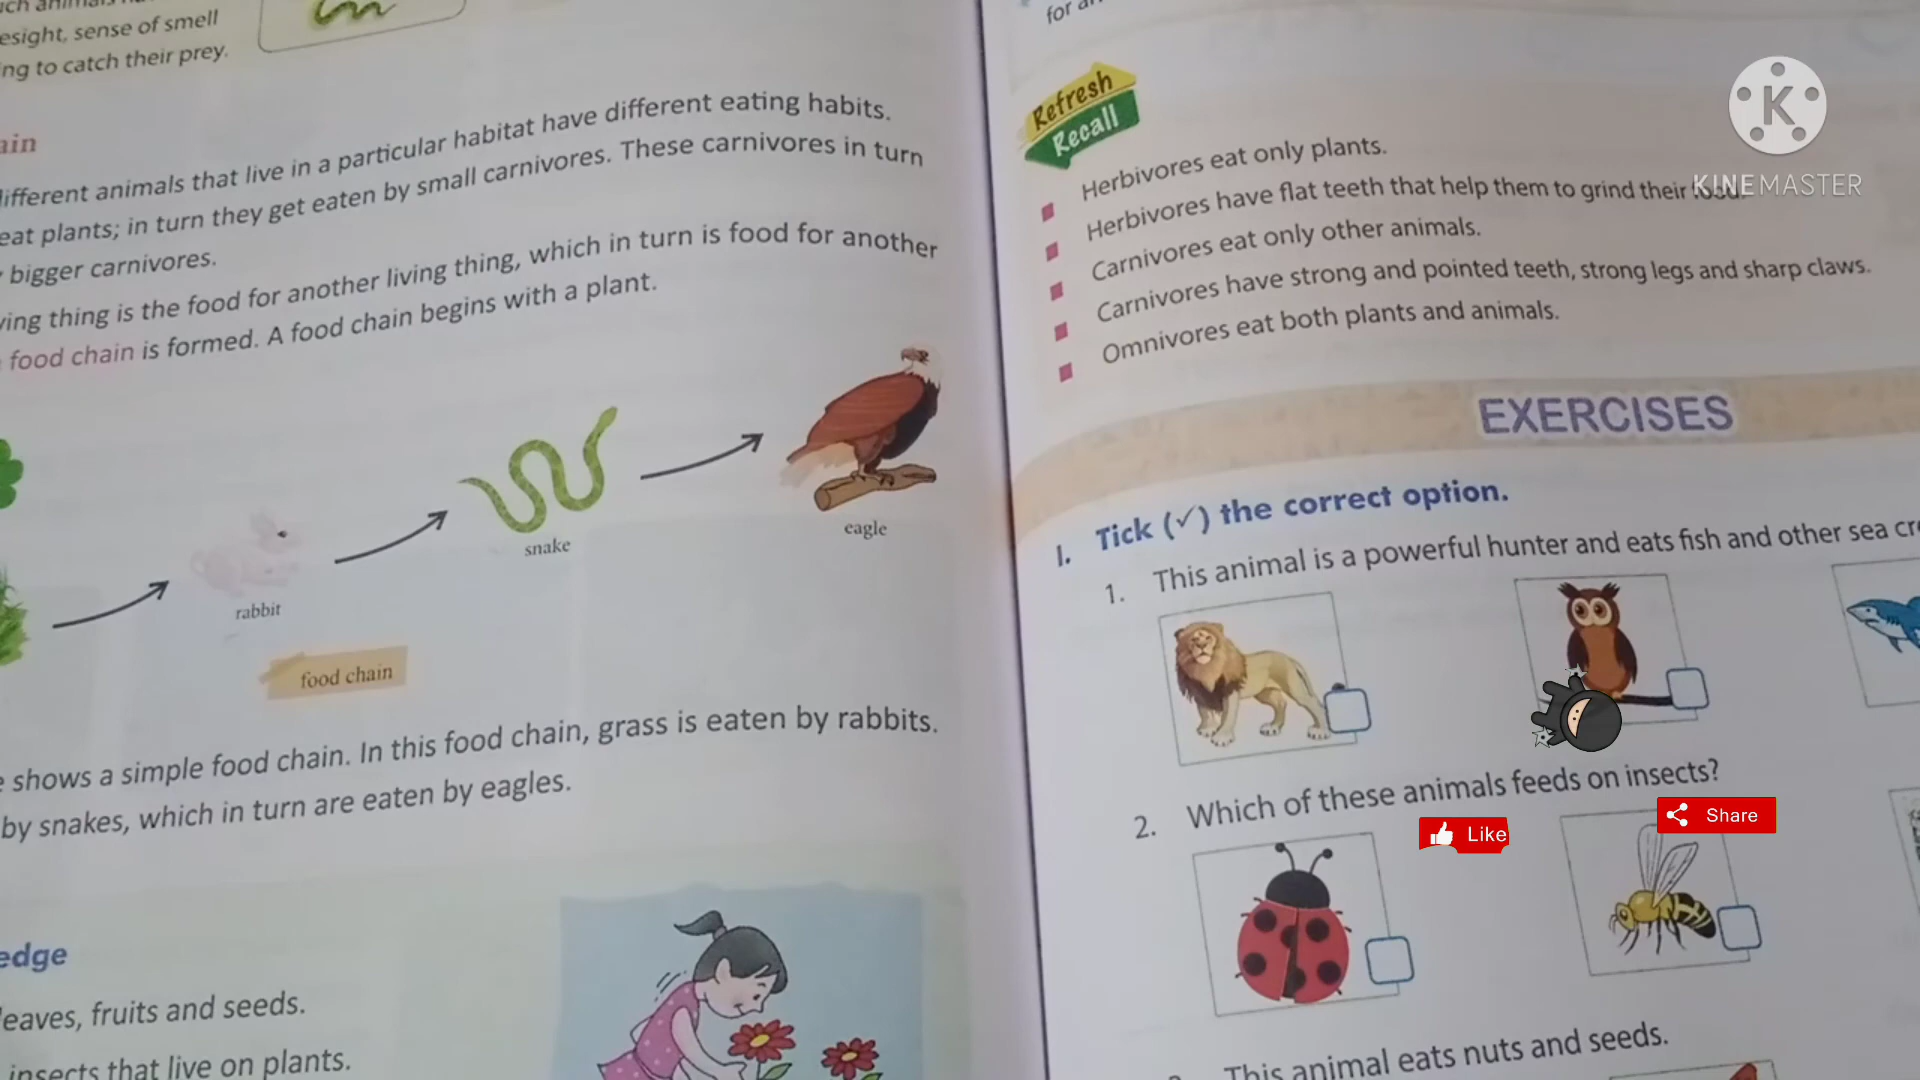 esight, sense of smell
ng to catch their prey.
ain
different animals that live in a particular habitat have different eating habits.
eat plants; in turn they get eaten by small carnivores. These carnivores in turn
bigger carnivores.
ving thing is the food for another living thing, which in turn is food for another
food chain is formed. A food chain begins with a plant.
rabbit
snake
eagle
food chain
shows a simple food chain. In this food chain, grass is eaten by rabbits.
by snakes, which in turn are eaten by eagles.
edge
leaves, fruits and seeds.
insects that live on plants.
for
Refresh
Recall
Herbivores eat only plants.
Herbivores have flat teeth that help them to grind their food.
Carnivores eat only other animals.
Carnivores have strong and pointed teeth, strong legs and sharp claws.
Omnivores eat both plants and animals.
K
KINEMASTER
EXERCISES
I. Tick (✓) the correct option.
1. This animal is a powerful hunter and eats fish and other sea cre
2. Which of these animals feeds on insects?
Like
Share
This animal eats nuts and seeds.